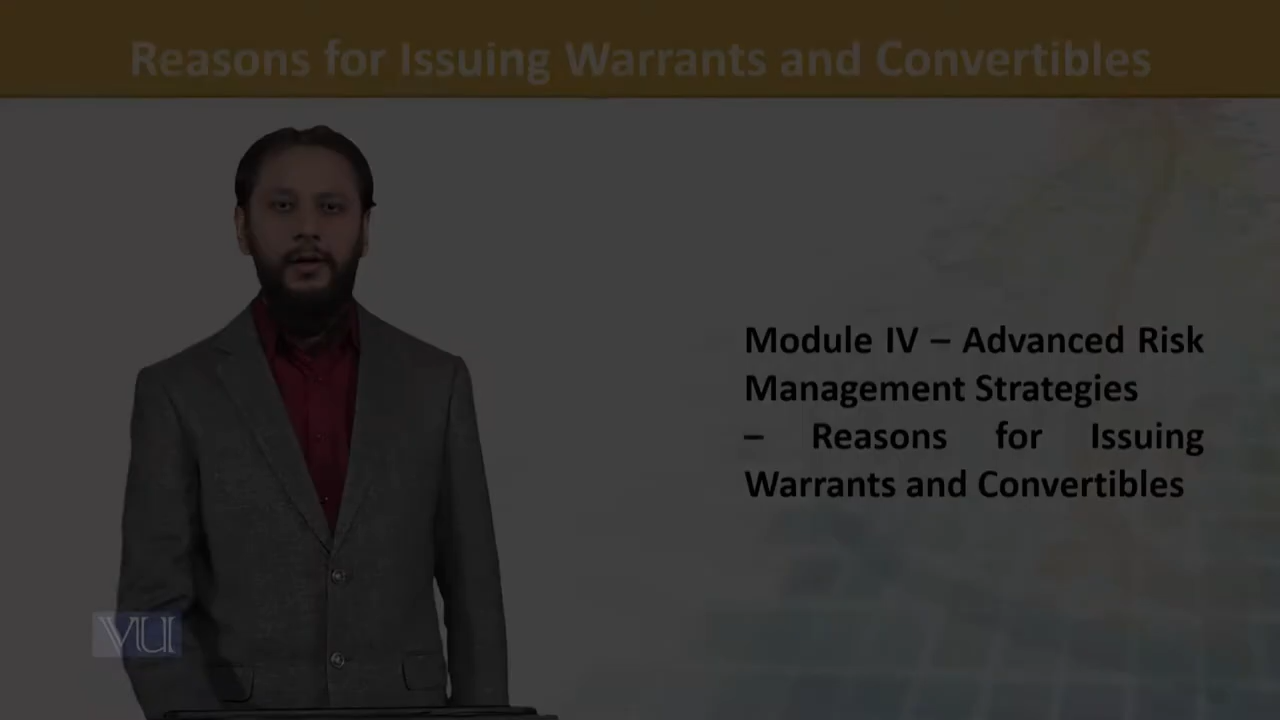 Reasons for Issuing Warrants and Convertibles
Module IV – Advanced Risk
Management Strategies
– Reasons for Issuing
Warrants and Convertibles
VU